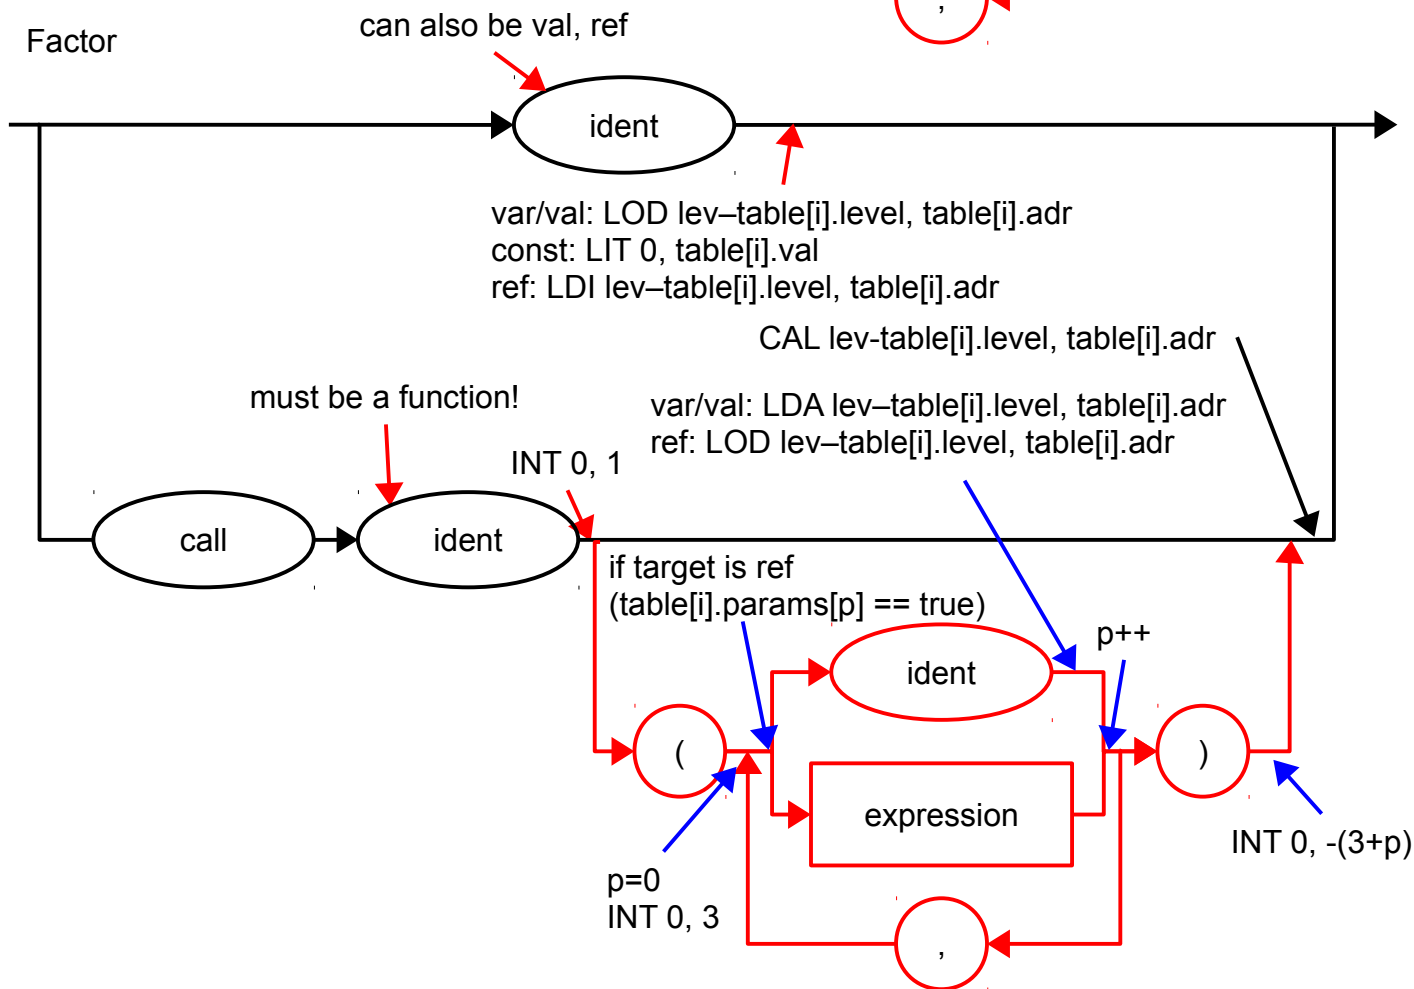 ,
can also be val, ref
Factor
ident
var/val: LOD lev–table[i].level, table[i].adr
const: LIT 0, table[i].val
ref: LDI lev–table[i].level, table[i].adr
CAL lev-table[i].level, table[i].adr
must be a function!
var/val: LDA lev–table[i].level, table[i].adr
ref: LOD lev–table[i].level, table[i].adr
INT 0, 1
call
ident
if target is ref
(table[i].params[p] == true)
p++
ident
(
)
expression
INT 0, -(3+p)
p=0
INT 0, 3
,